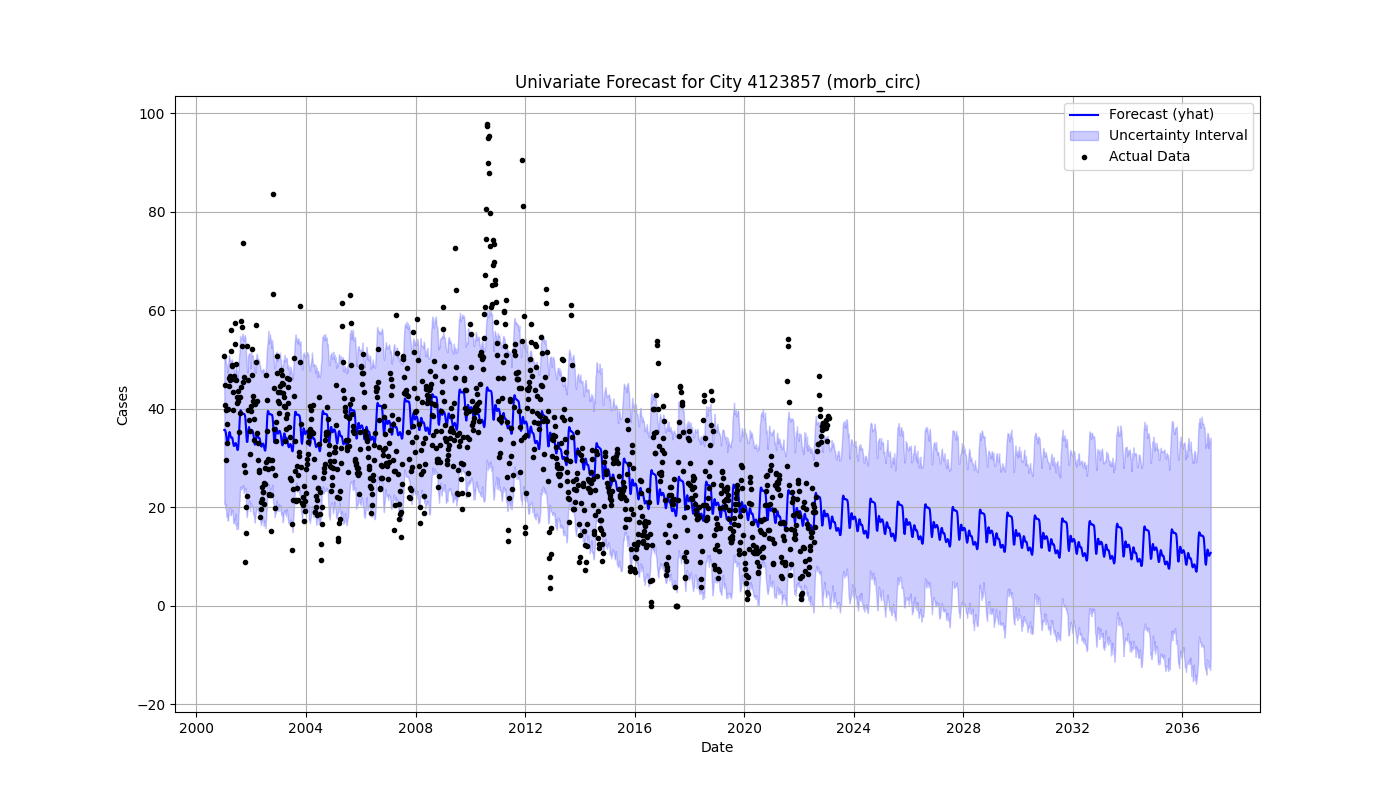 Univariate Forecast for City 4123857 (morb_circ)
Forecast (yhat)
Uncertainty Interval
Actual Data
Cases
100
80
60
40
20
0
−20
2000 2004 2008 2012 2016 2020 2024 2028 2032 2036
Date